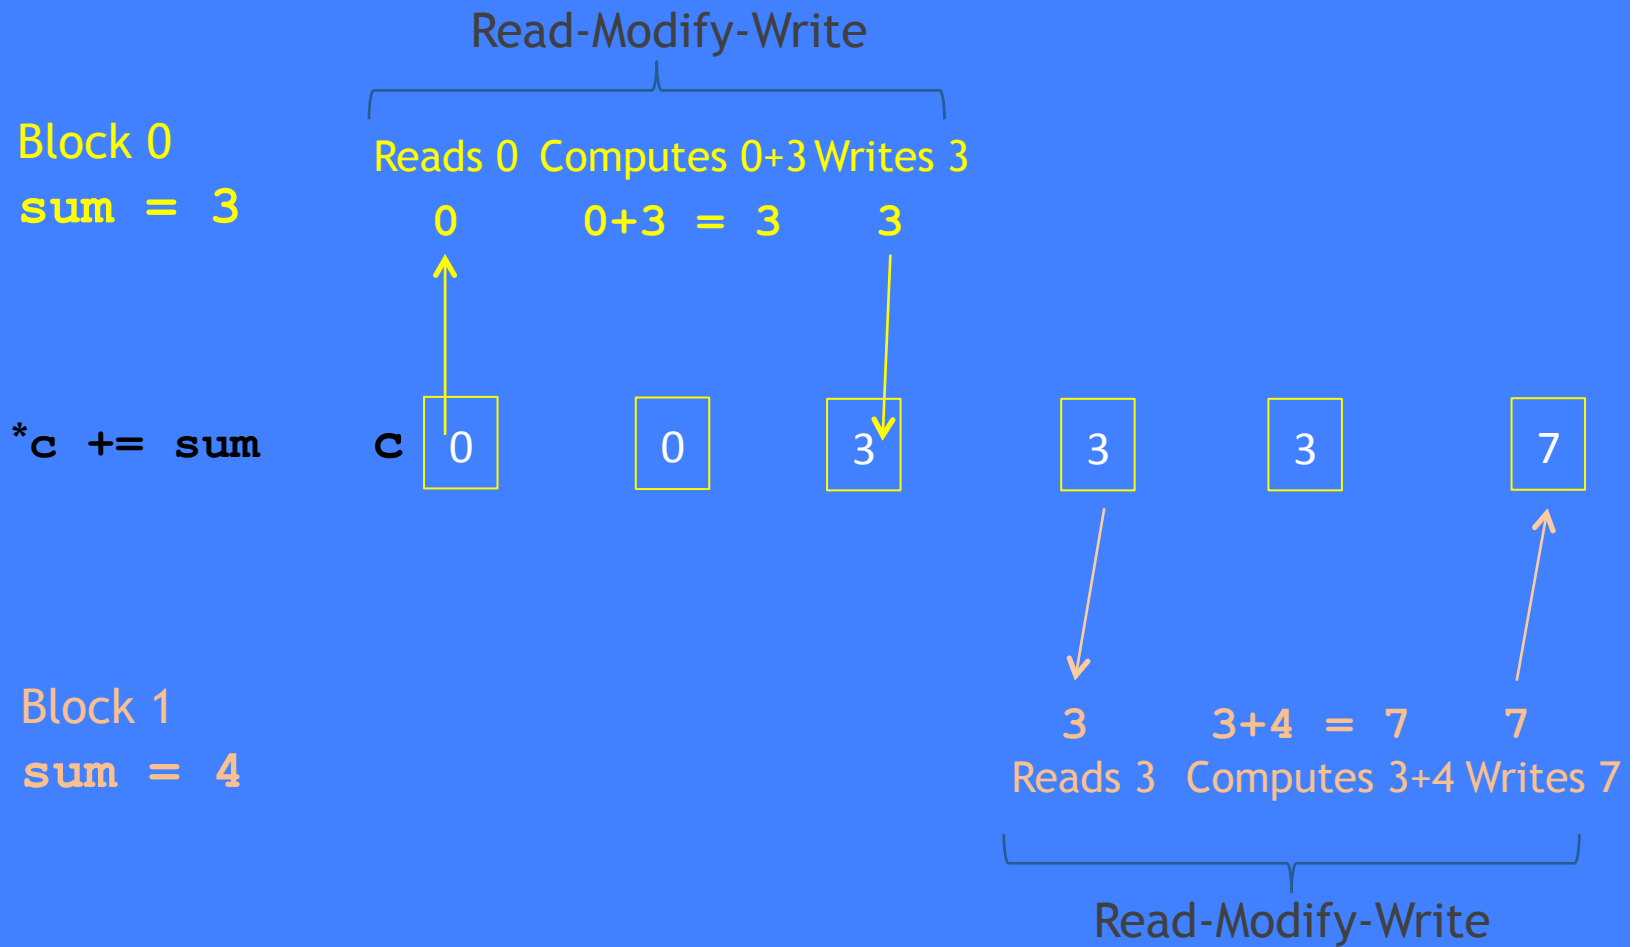 Read-Modify-Write
Block 0
Reads 0 Computes 0+3 Writes 3
sum = 3
0 0+3 = 3 3
*c += sum c 0 0 3 3 3 7
Block 1
3 3+4 = 7 7
sum = 4
Reads 3 Computes 3+4 Writes 7
Read-Modify-Write